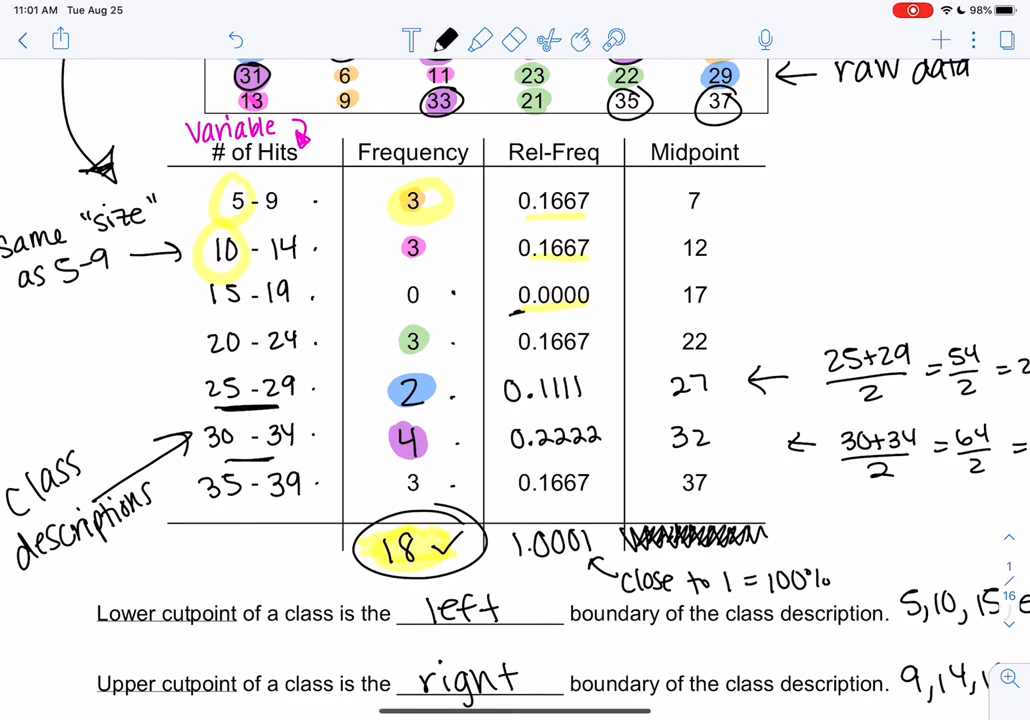 11:01 AM Tue Aug 25
98%
31 6 11 23 22 29
raw data
13 9 33 21 35 37
variable
# of Hits Frequency Rel-Freq Midpoint
5 - 9 3 0.1667 7
same "size"
as 5-9
10 - 14 3 0.1667 12
15 - 19 0 0.0000 17
20 - 24 3 0.1667 22
25 - 29 2 0.1111 27
25+29/2 = 54/2 = 2
30 - 34 4 0.2222 32
30+34/2 = 64/2 =
class
descriptions
35 - 39 3 0.1667 37
18 ✓ 1.0001
close to 1 = 100%
Lower cutpoint of a class is the left boundary of the class description. 5, 10, 15
Upper cutpoint of a class is the right boundary of the class description. 9, 14, 1
1
16